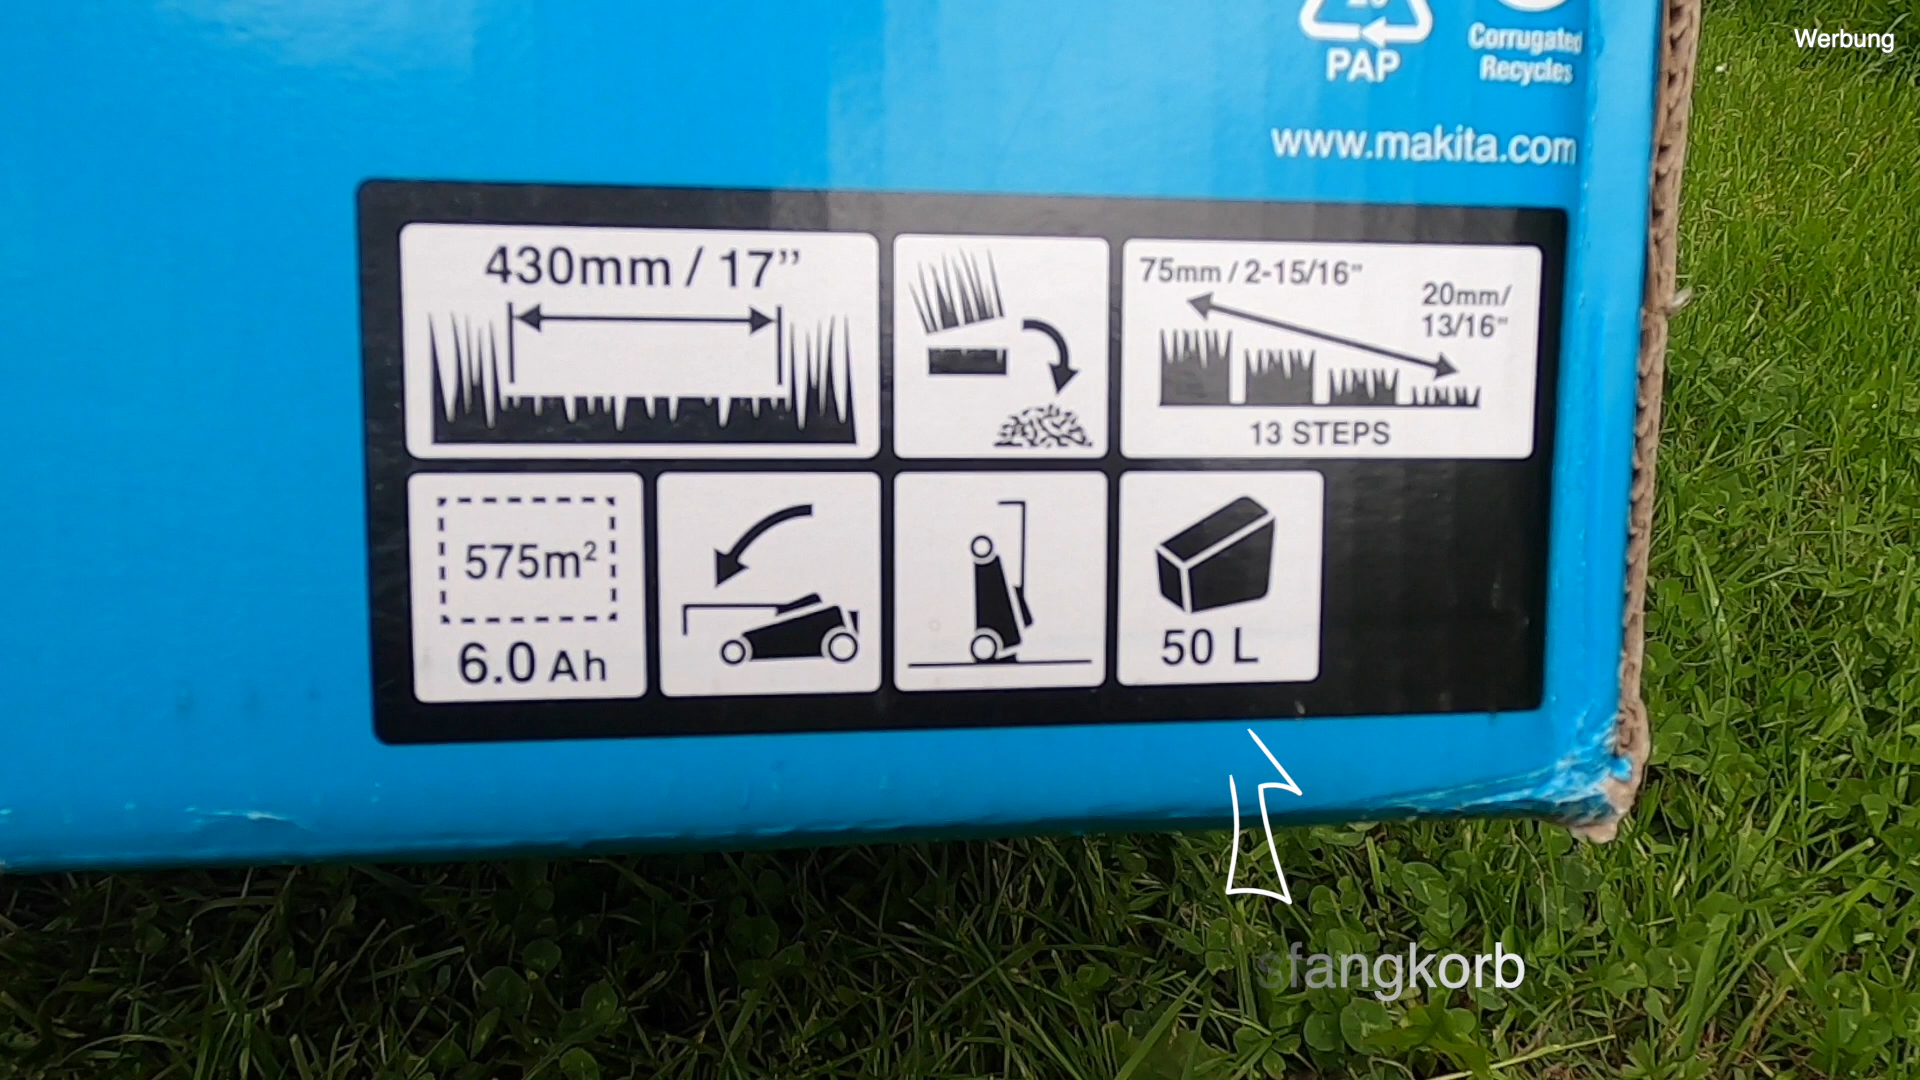 Werbung
PAP
Corrugated
Recycles
www.makita.com
430mm / 17”
75mm / 2-15/16”
20mm/
13/16”
13 STEPS
575m²
6.0 Ah
50 L
sfangkorb